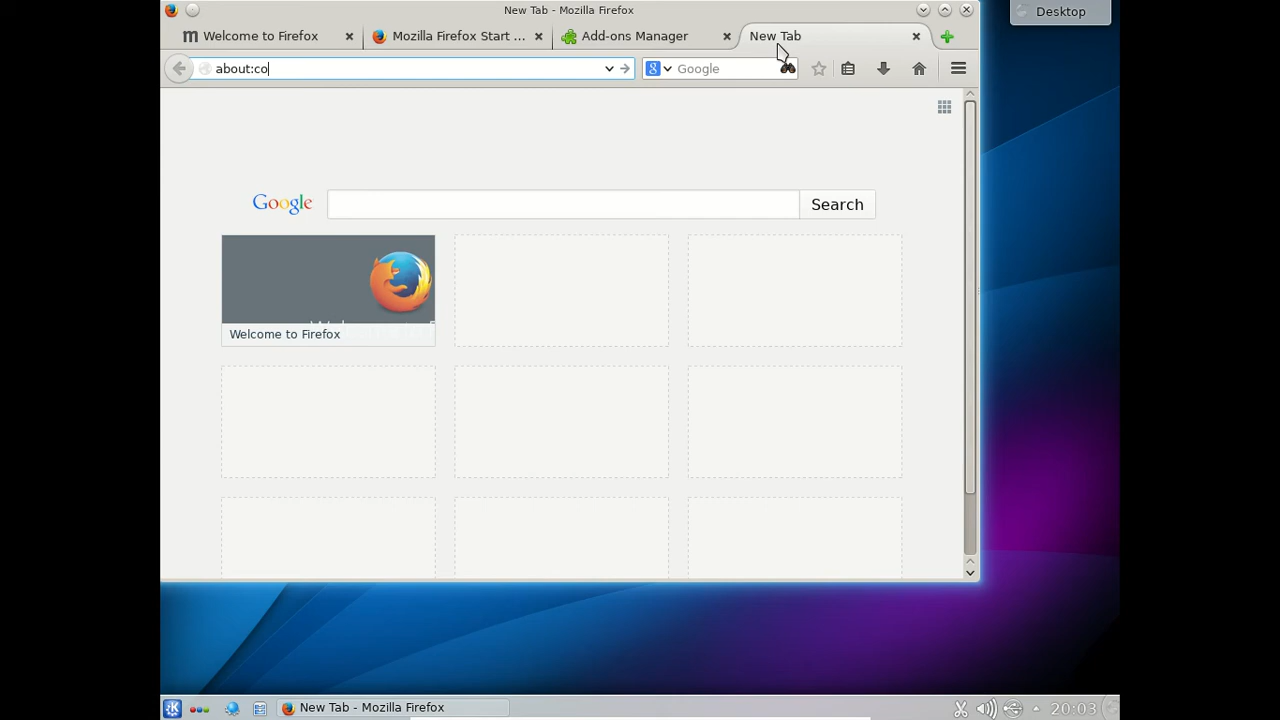 New Tab - Mozilla Firefox
Desktop
Welcome to Firefox
Mozilla Firefox Start ...
Add-ons Manager
New Tab
about:co
8
Google
Google
Search
Welcome to Firefox
New Tab - Mozilla Firefox
20:03